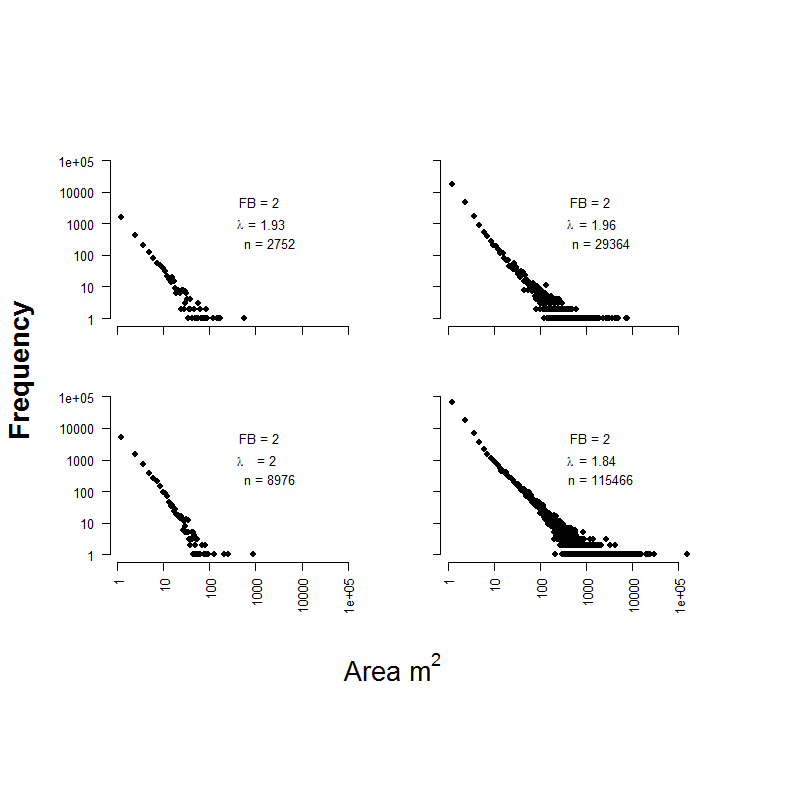 1e+05
10000
1000
100
10
1
FB = 2
λ = 1.93
n = 2752
FB = 2
λ = 1.96
n = 29364
Frequency
1e+05
10000
1000
100
10
1
FB = 2
λ = 2
n = 8976
FB = 2
λ = 1.84
n = 115466
1 10 100 1000 10000 1e+05
1 10 100 1000 10000 1e+05
Area m²